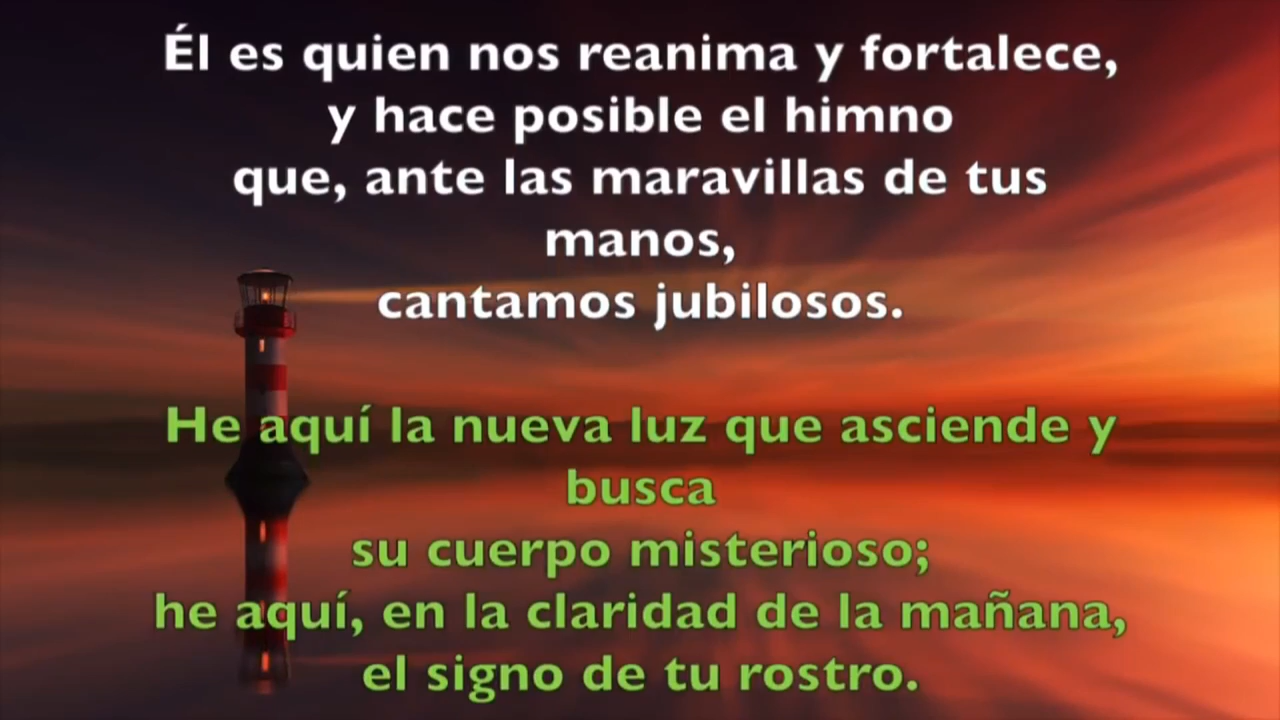 Él es quien nos reanima y fortalece,
y hace posible el himno
que, ante las maravillas de tus
manos,
cantamos jubilosos.
He aquí la nueva luz que asciende y
busca
su cuerpo misterioso;
he aquí, en la claridad de la mañana,
el signo de tu rostro.